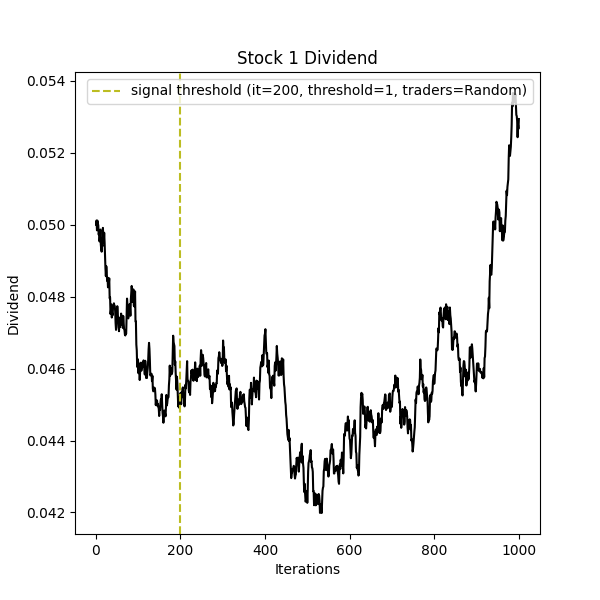 Stock 1 Dividend
signal threshold (it=200, threshold=1, traders=Random)
0.054
0.052
0.050
0.048
0.046
0.044
0.042
Dividend
0 200 400 600 800 1000
Iterations